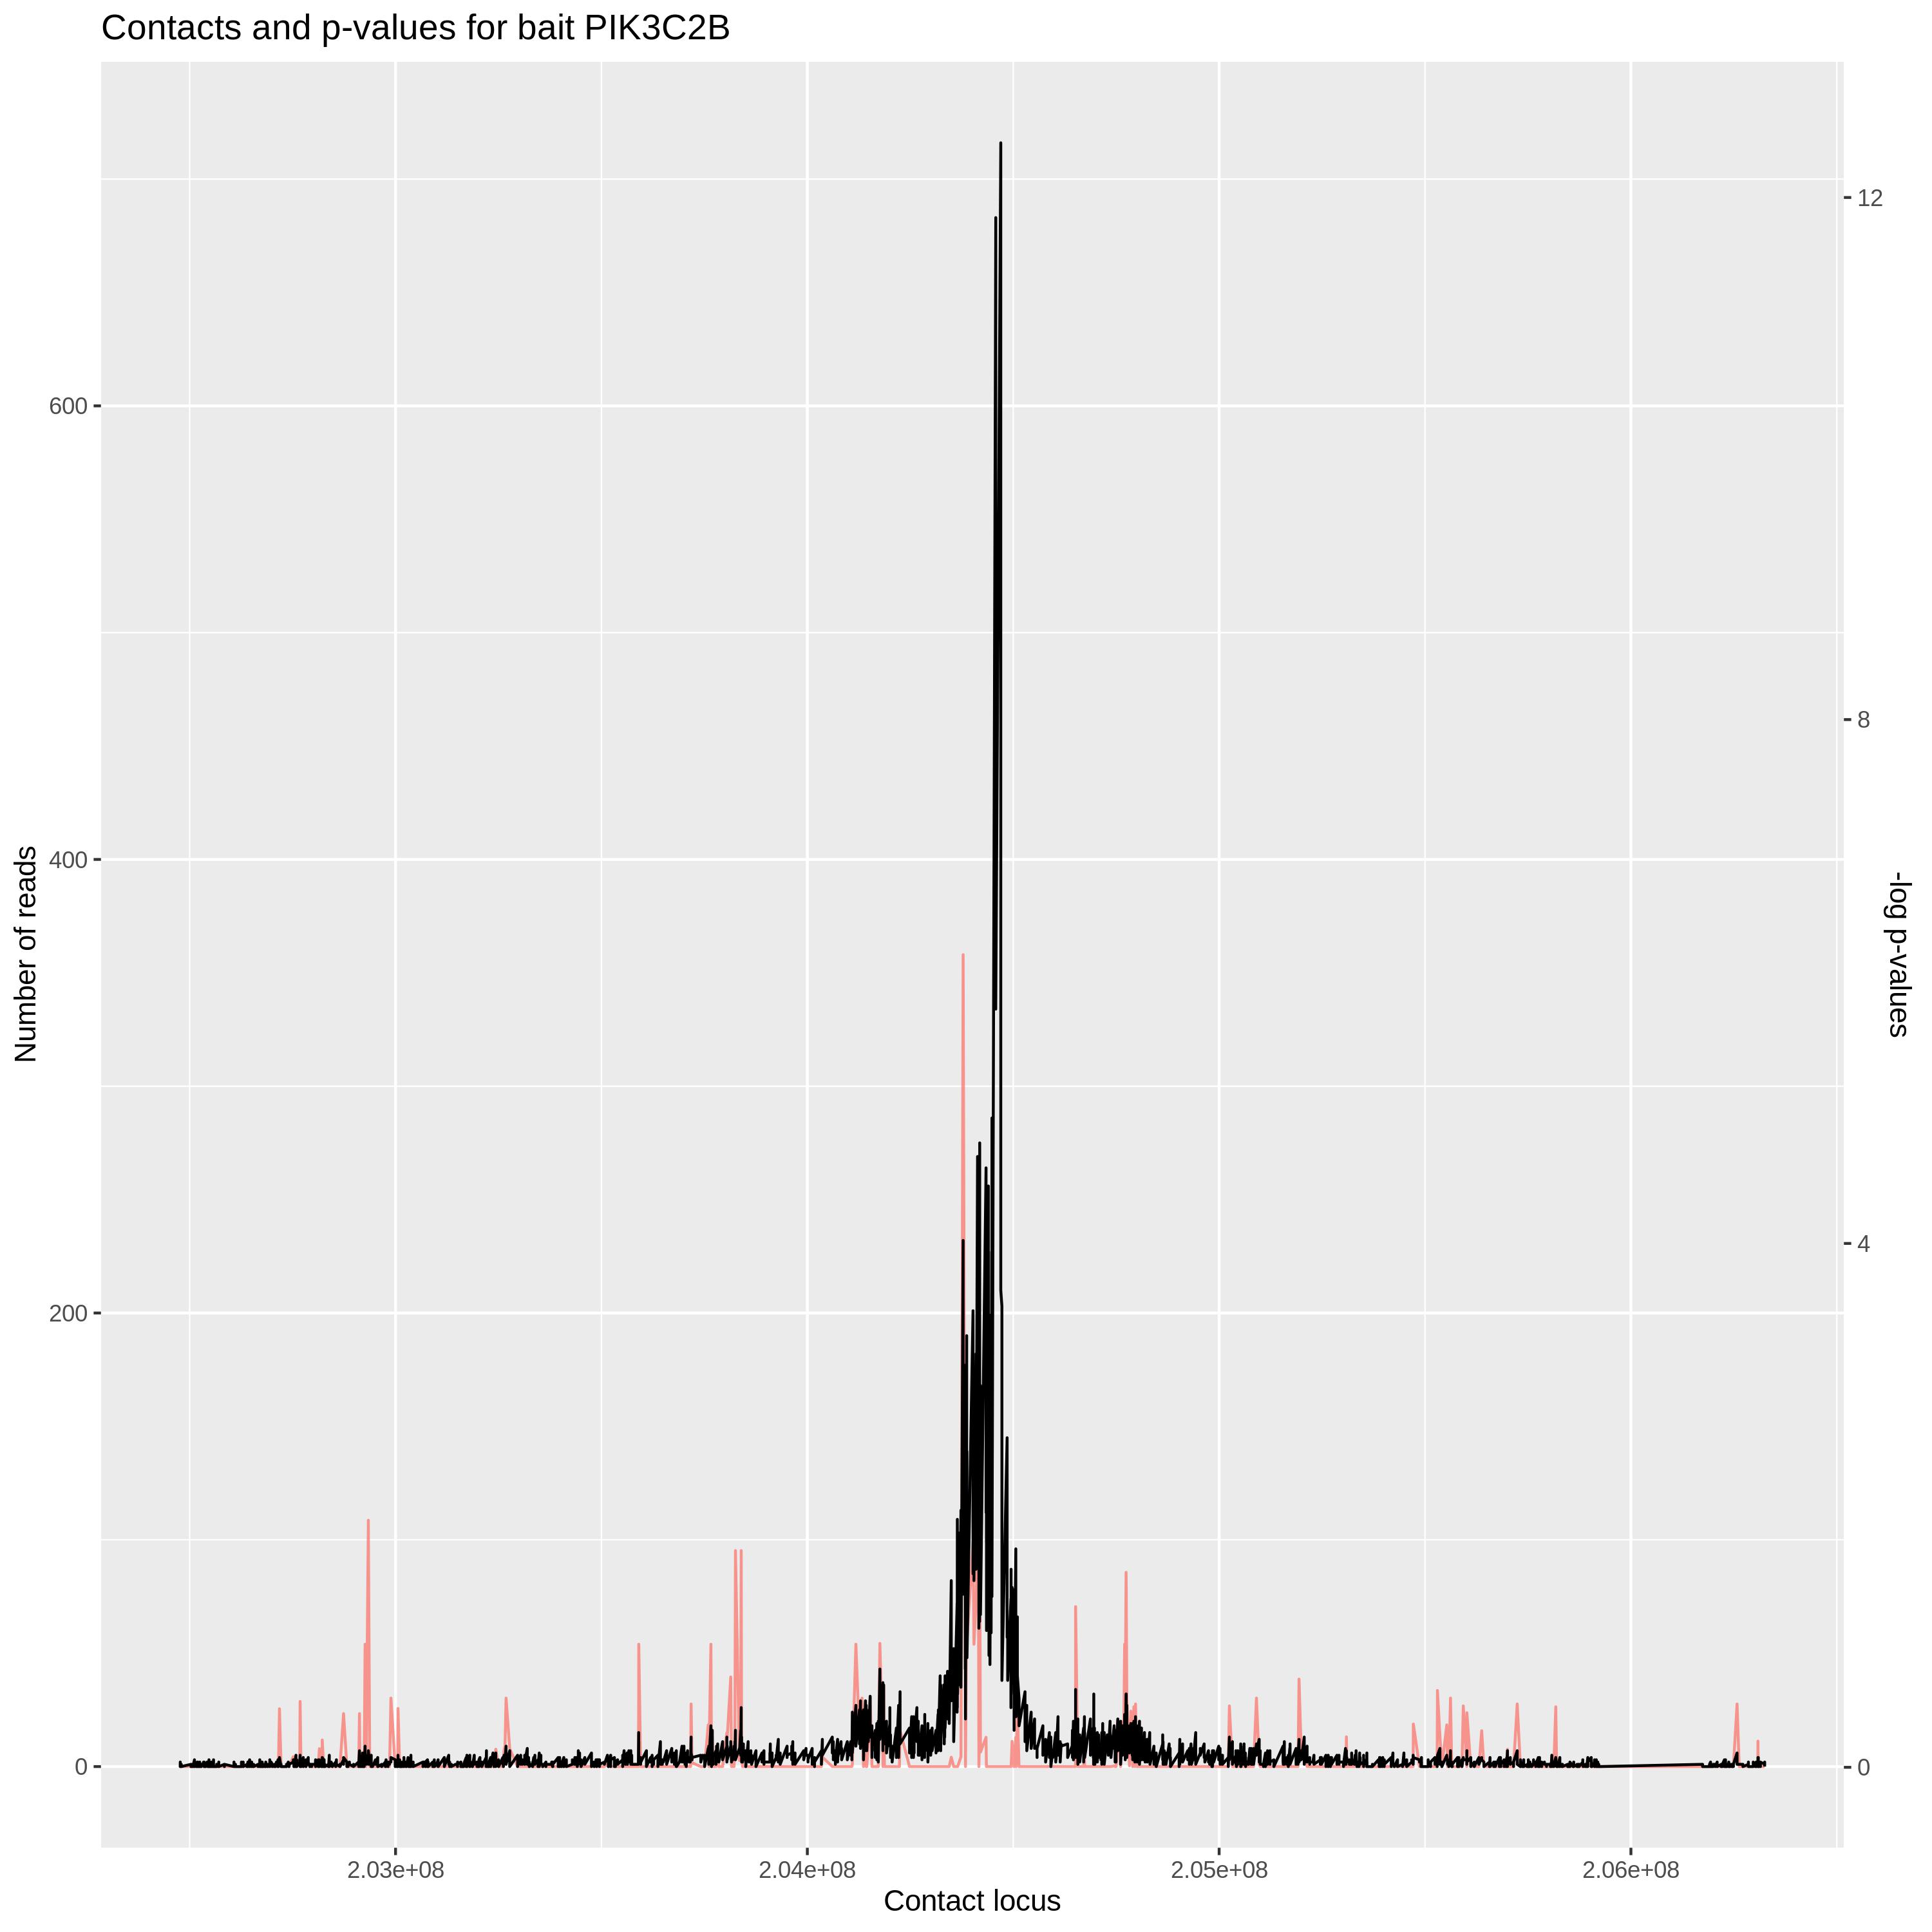 Contacts and p-values for bait PIK3C2B
Number of reads
600
400
200
0
12
8
4
0
-log p-values
2.03e+08 2.04e+08 2.05e+08 2.06e+08
Contact locus